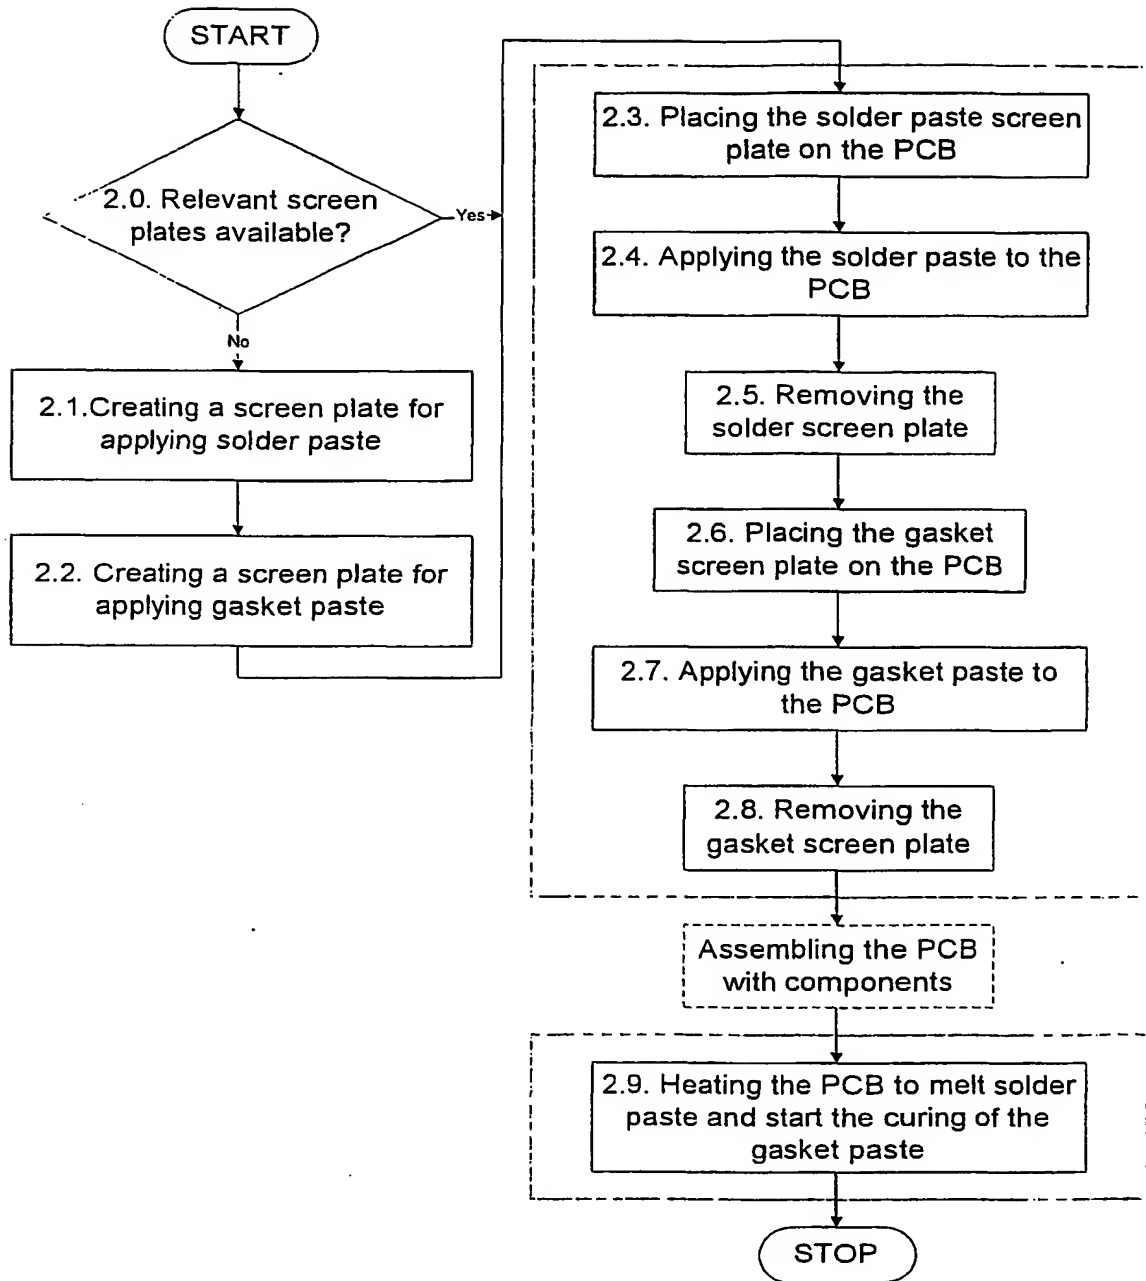 START
2.0. Relevant screen
plates available?
Yes
No
2.1.Creating a screen plate for
applying solder paste
2.2. Creating a screen plate for
applying gasket paste
2.3. Placing the solder paste screen
plate on the PCB
2.4. Applying the solder paste to the
PCB
2.5. Removing the
solder screen plate
2.6. Placing the gasket
screen plate on the PCB
2.7. Applying the gasket paste to
the PCB
2.8. Removing the
gasket screen plate
Assembling the PCB
with components
2.9. Heating the PCB to melt solder
paste and start the curing of the
gasket paste
STOP